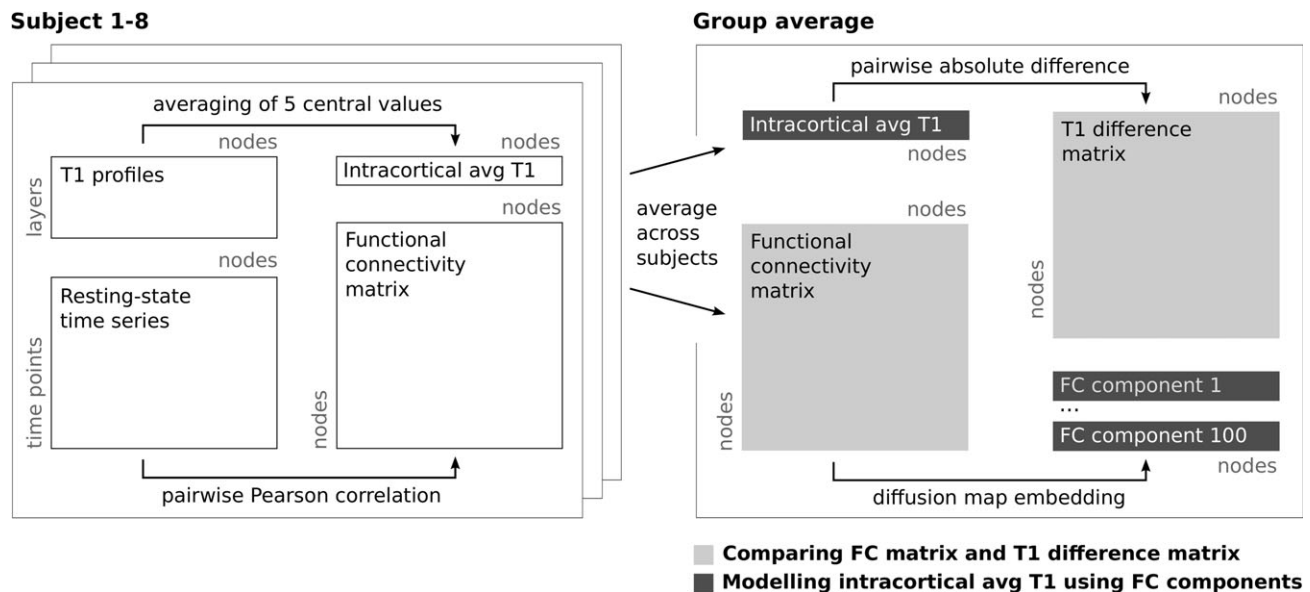 Subject 1-8
averaging of 5 central values
nodes
nodes
layers
T1 profiles
Intracortical avg T1
nodes
nodes
time points
Resting-state
time series
nodes
Functional
connectivity
matrix
pairwise Pearson correlation
average
across
subjects
Group average
pairwise absolute difference
nodes
Intracortical avg T1
nodes
T1 difference
matrix
nodes
nodes
Functional
connectivity
matrix
nodes
FC component 1
...
FC component 100
nodes
diffusion map embedding
Comparing FC matrix and T1 difference matrix
Modelling intracortical avg T1 using FC components